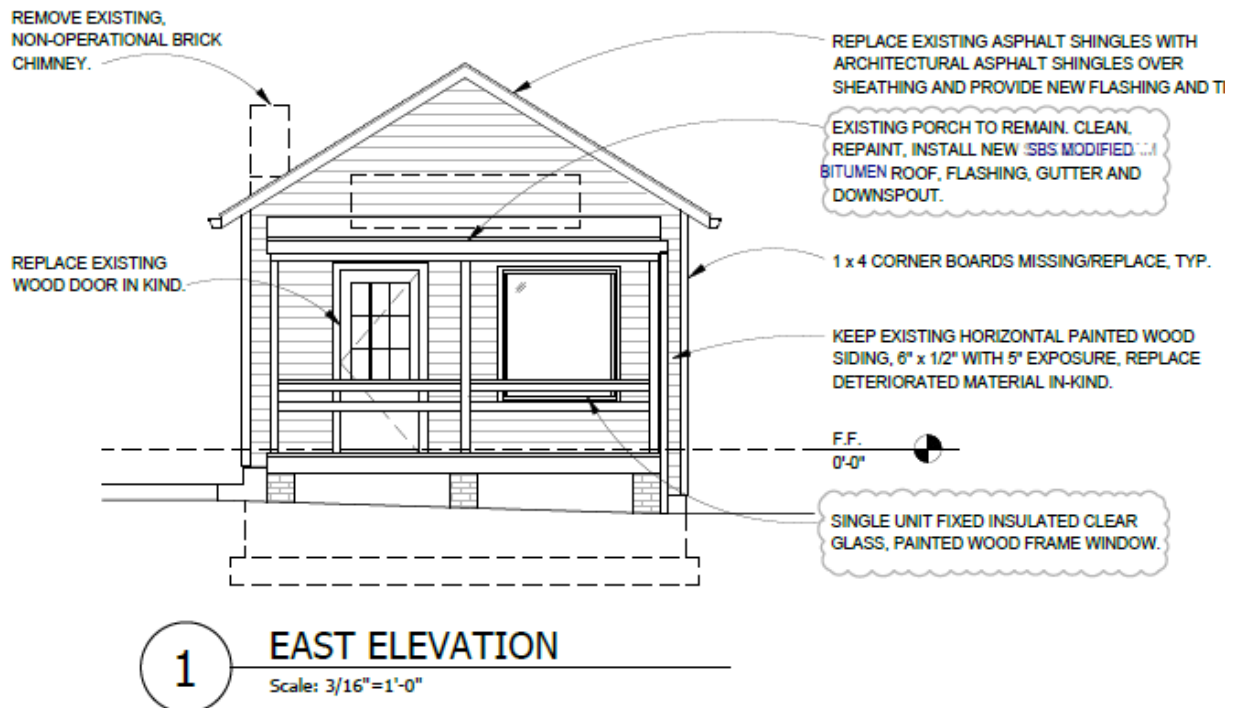 REMOVE EXISTING,
NON-OPERATIONAL BRICK
CHIMNEY.
REPLACE EXISTING ASPHALT SHINGLES WITH
ARCHITECTURAL ASPHALT SHINGLES OVER
SHEATHING AND PROVIDE NEW FLASHING AND
EXISTING PORCH TO REMAIN. CLEAN,
REPAINT, INSTALL NEW SBS MODIFIED
BITUMEN ROOF, FLASHING, GUTTER AND
DOWNSPOUT.
REPLACE EXISTING
WOOD DOOR IN KIND.
1 x 4 CORNER BOARDS MISSING/REPLACE, TYP.
KEEP EXISTING HORIZONTAL PAINTED WOOD
SIDING, 6" x 1/2" WITH 5" EXPOSURE, REPLACE
DETERIORATED MATERIAL IN-KIND.
F.F.
0'-0"
SINGLE UNIT FIXED INSULATED CLEAR
GLASS, PAINTED WOOD FRAME WINDOW.
1
EAST ELEVATION
Scale: 3/16"=1'-0"